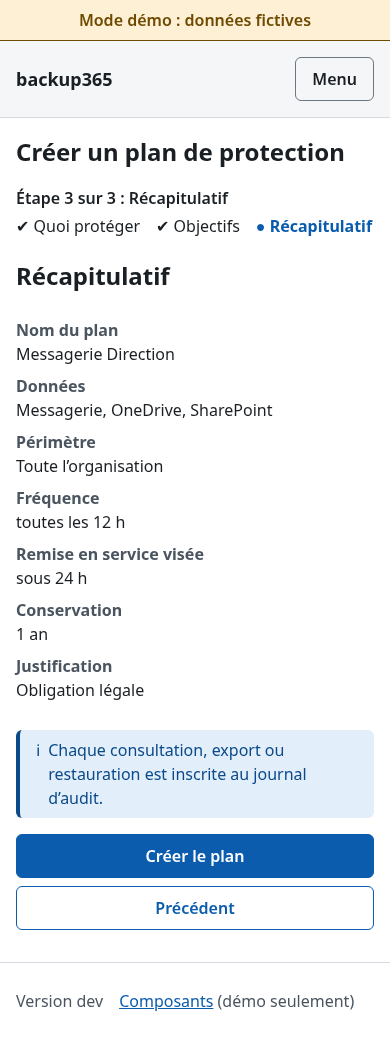 Mode démo : données fictives
backup365
Menu
Créer un plan de protection
Étape 3 sur 3 : Récapitulatif
✔ Quoi protéger ✔ Objectifs ● Récapitulatif
Récapitulatif
Nom du plan
Messagerie Direction
Données
Messagerie, OneDrive, SharePoint
Périmètre
Toute l’organisation
Fréquence
toutes les 12 h
Remise en service visée
sous 24 h
Conservation
1 an
Justification
Obligation légale
i Chaque consultation, export ou
restauration est inscrite au journal
d’audit.
Créer le plan
Précédent
Version dev Composants (démo seulement)